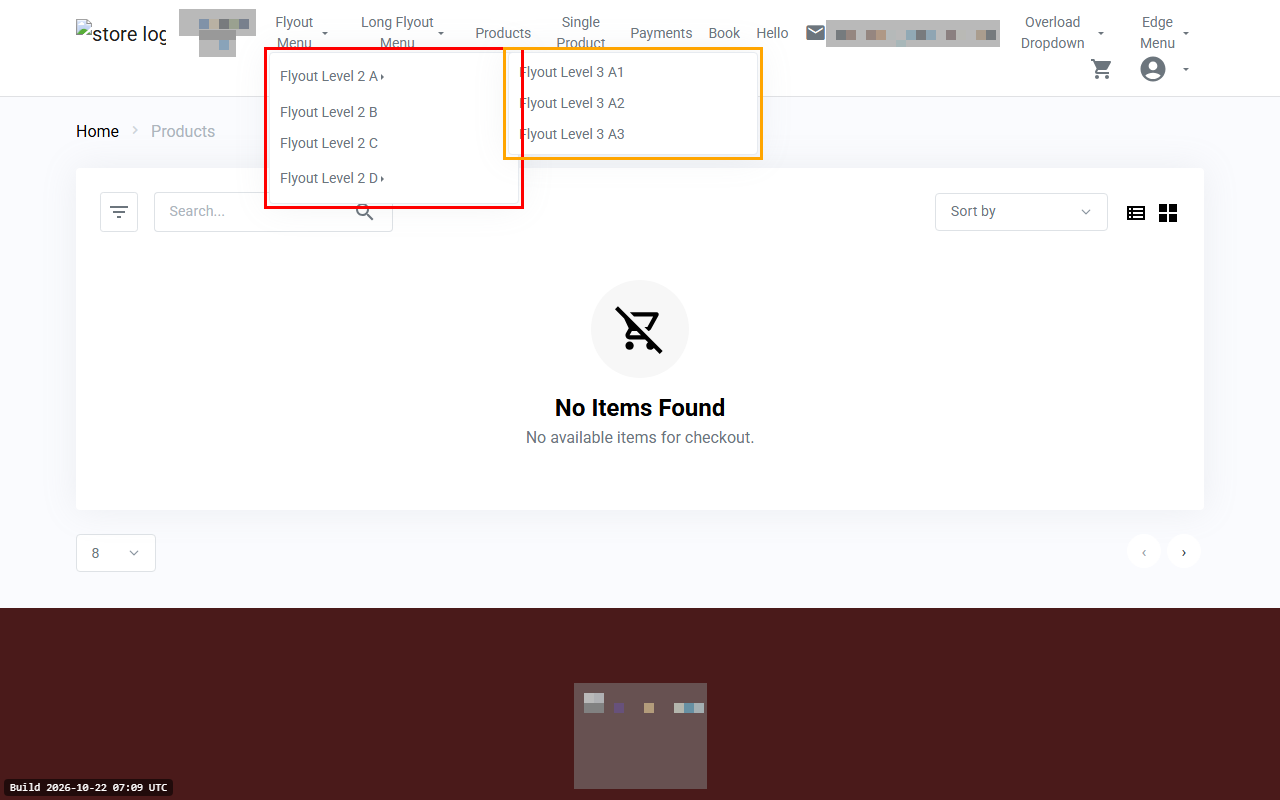 store log
Flyout Menu
Long Flyout Menu
Products
Single Product
Payments
Book
Hello
Overload Dropdown
Edge Menu
Flyout Level 2 A
Flyout Level 2 B
Flyout Level 2 C
Flyout Level 2 D
Flyout Level 3 A1
Flyout Level 3 A2
Flyout Level 3 A3
Home
Products
Search...
Sort by
No Items Found
No available items for checkout.
8
‹ ›
Build 2026-10-22 07:09 UTC